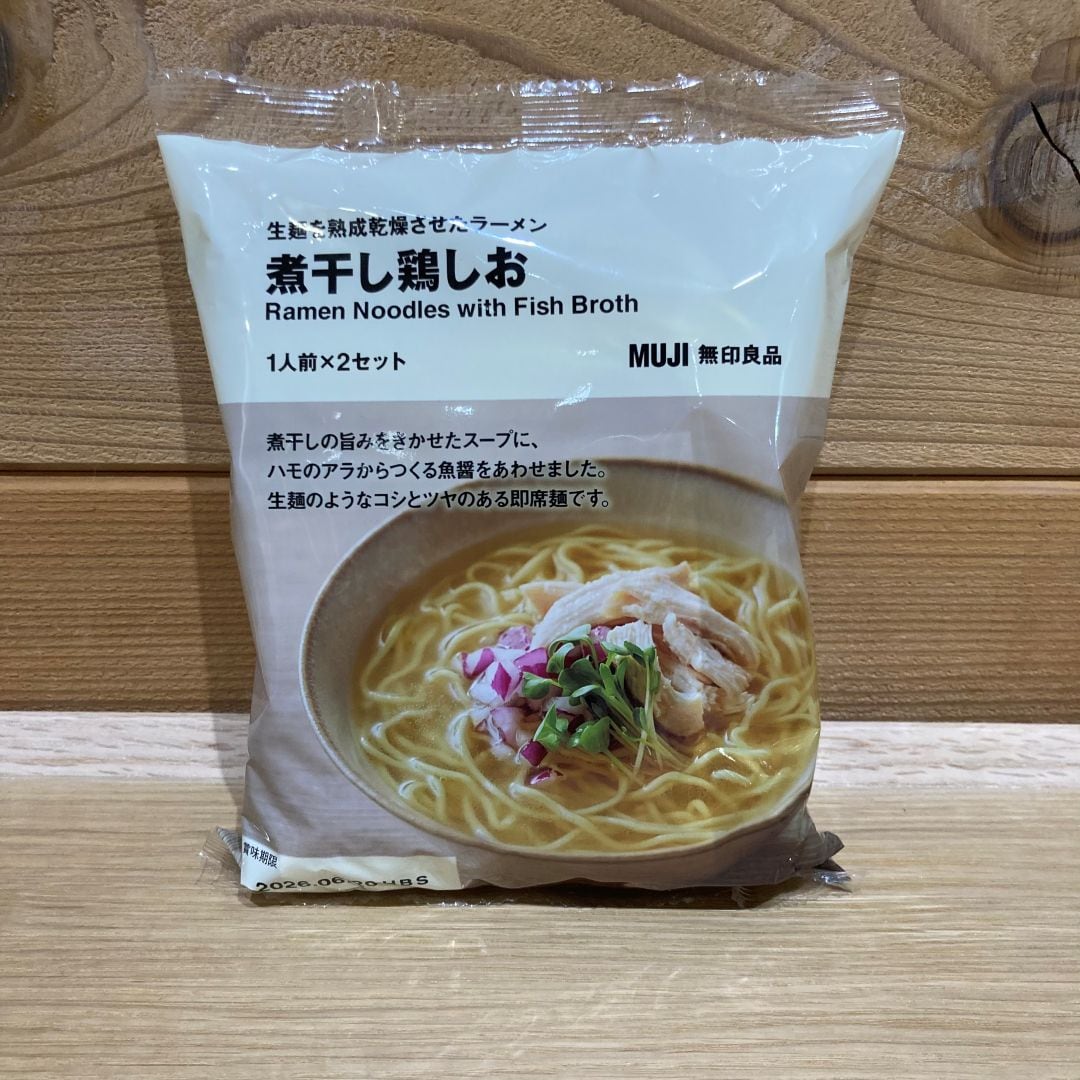 生麺を熟成乾燥させたラーメン
煮干し鶏しお
Ramen Noodles with Fish Broth
1人前×2セット
MUJI 無印良品
煮干しの旨みをきかせたスープに、
ハモのアラからつくる魚醤をあわせました。
生麺のようなコシとツヤのある即席麺です。
賞味期限
2026.06
HBS